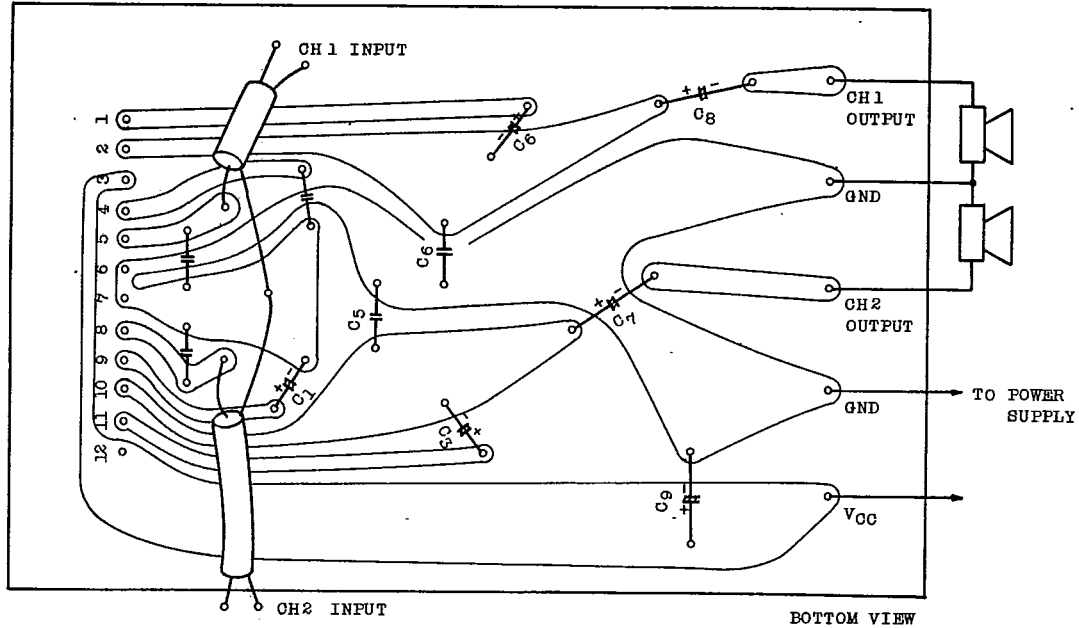 CH 1 INPUT
1
2
3
4
5
6
7
8
9
10
11
12
C6
C8
CH1
OUTPUT
GND
C6
C5
C7
CH2
OUTPUT
C1
C3
GND
TO POWER
SUPPLY
C9
VCC
CH2 INPUT
BOTTOM VIEW